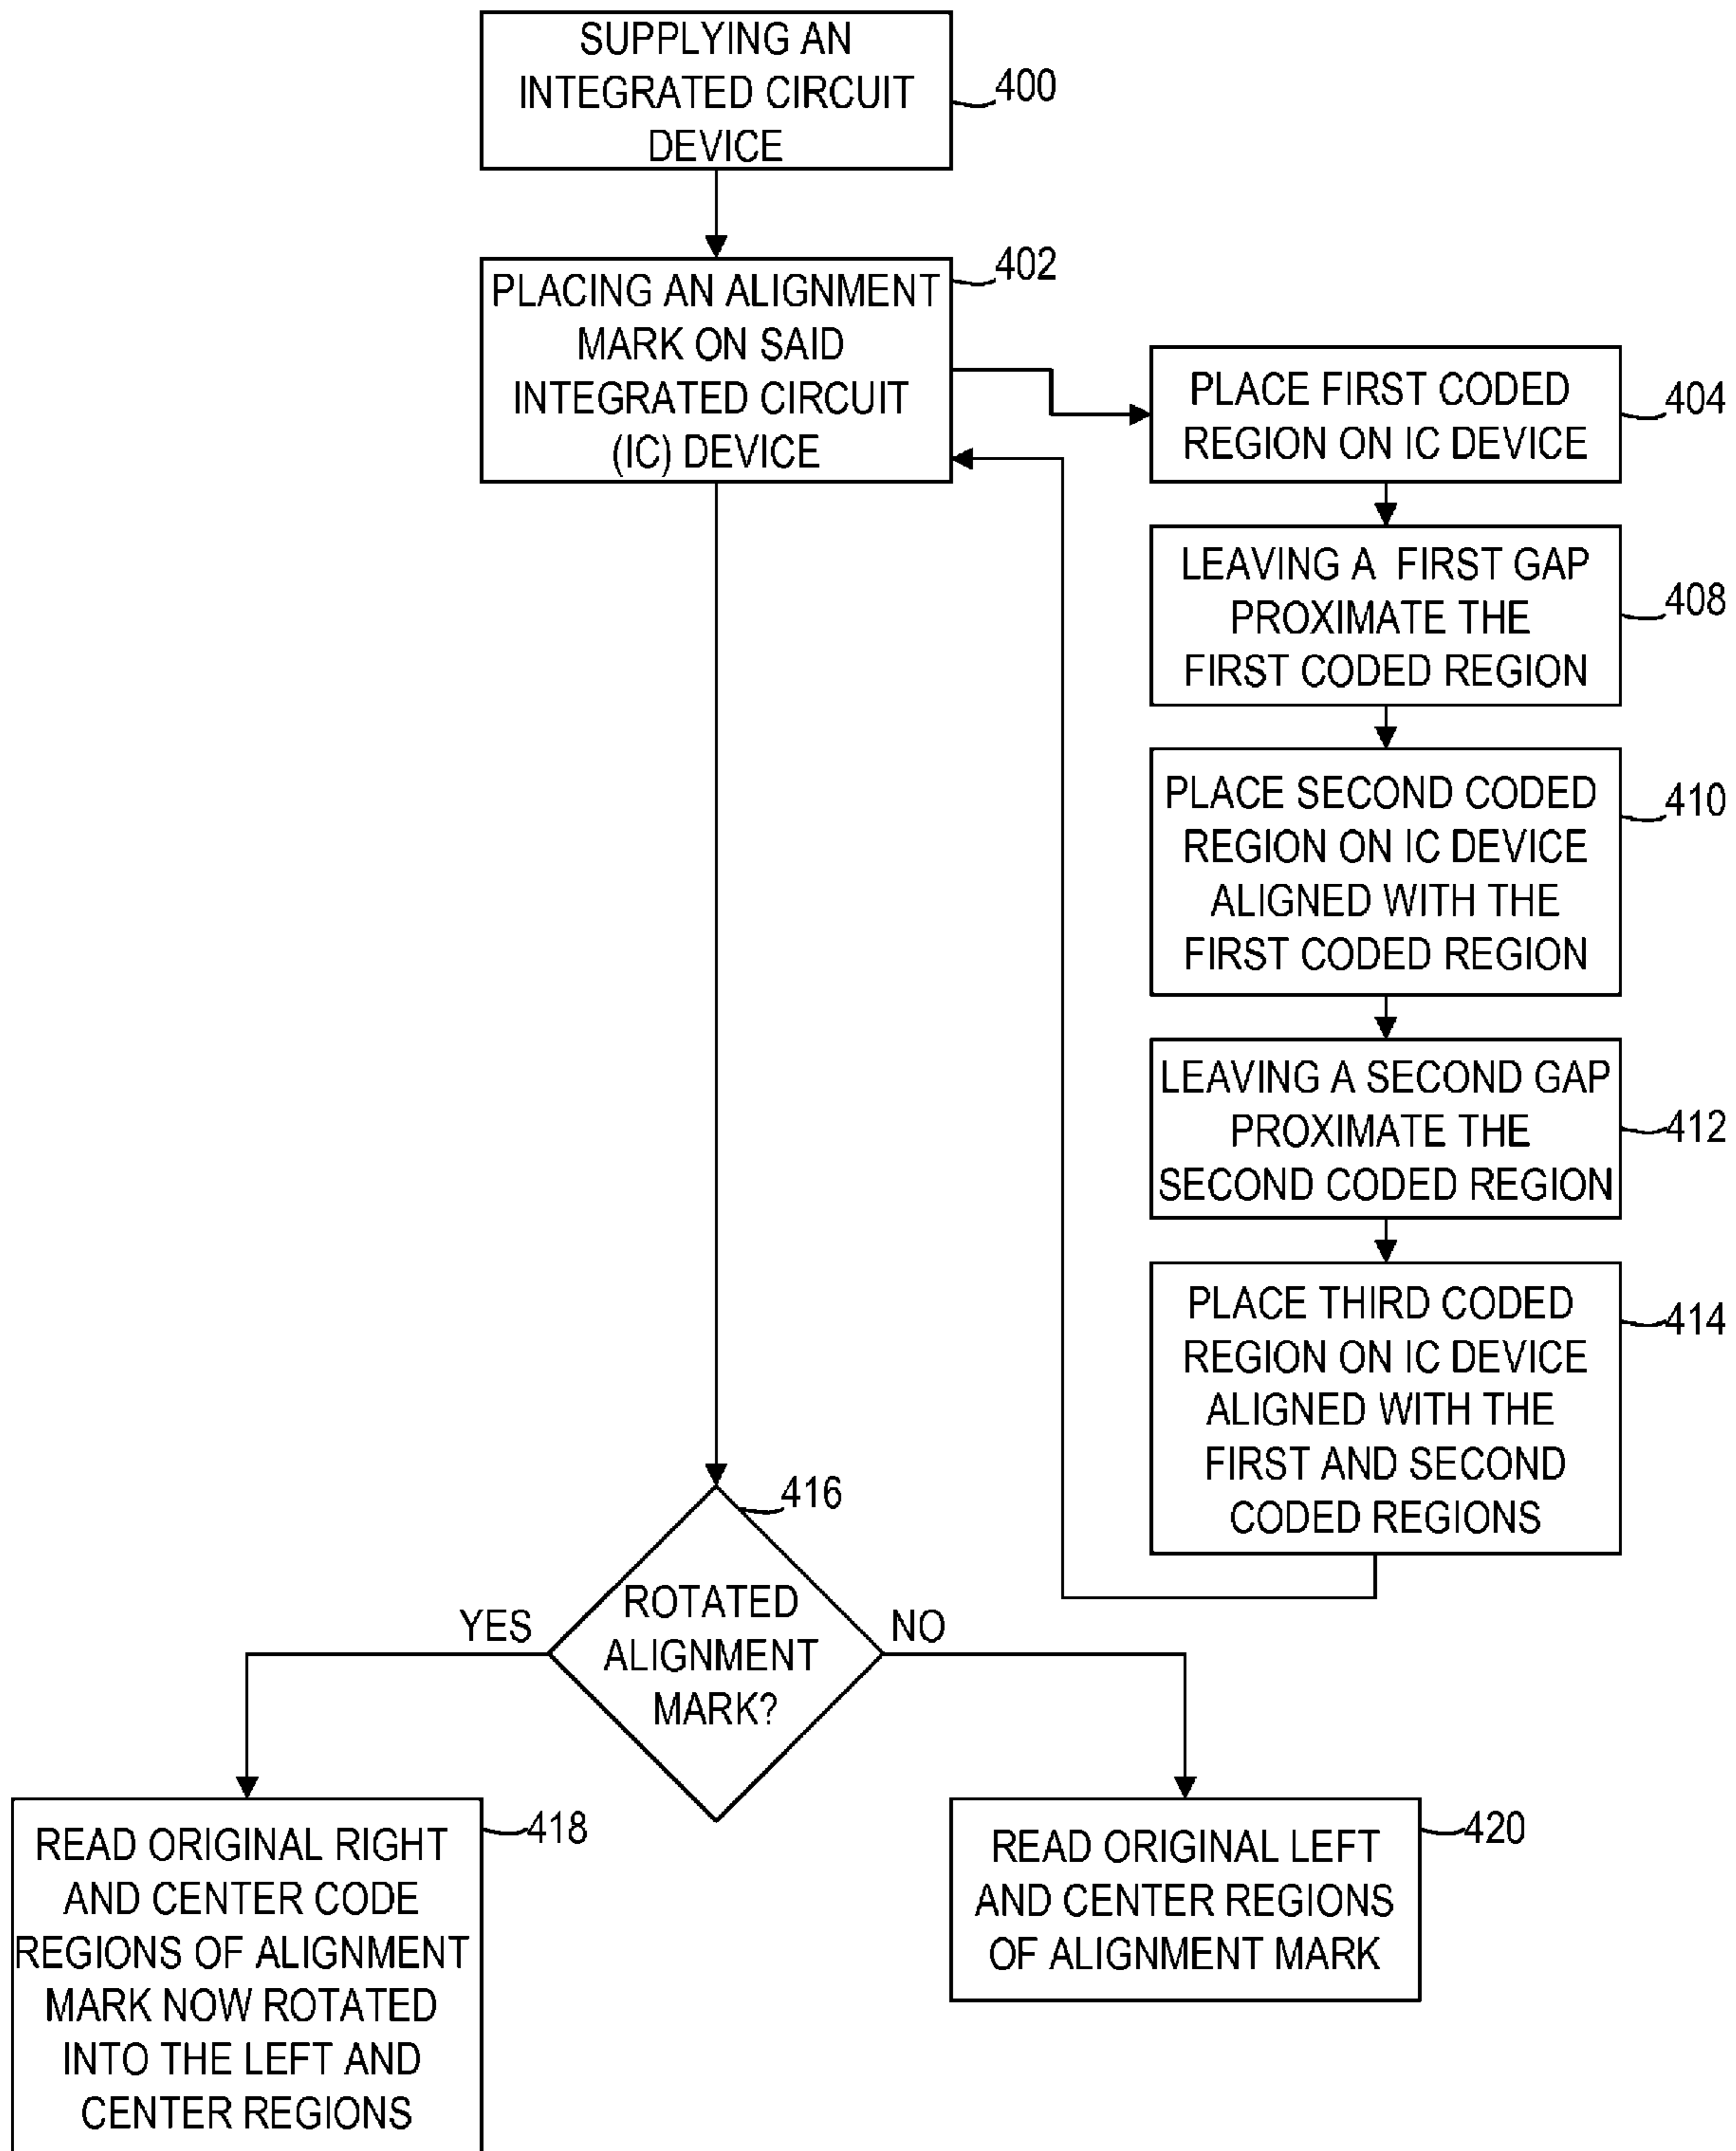 SUPPLYING AN
INTEGRATED CIRCUIT
DEVICE
400
PLACING AN ALIGNMENT
MARK ON SAID
INTEGRATED CIRCUIT
(IC) DEVICE
402
PLACE FIRST CODED
REGION ON IC DEVICE
404
LEAVING A FIRST GAP
PROXIMATE THE
FIRST CODED REGION
408
PLACE SECOND CODED
REGION ON IC DEVICE
ALIGNED WITH THE
FIRST CODED REGION
410
LEAVING A SECOND GAP
PROXIMATE THE
SECOND CODED REGION
412
PLACE THIRD CODED
REGION ON IC DEVICE
ALIGNED WITH THE
FIRST AND SECOND
CODED REGIONS
414
416
ROTATED
ALIGNMENT
MARK?
YES
NO
READ ORIGINAL RIGHT
AND CENTER CODE
REGIONS OF ALIGNMENT
MARK NOW ROTATED
INTO THE LEFT AND
CENTER REGIONS
418
READ ORIGINAL LEFT
AND CENTER REGIONS
OF ALIGNMENT MARK
420